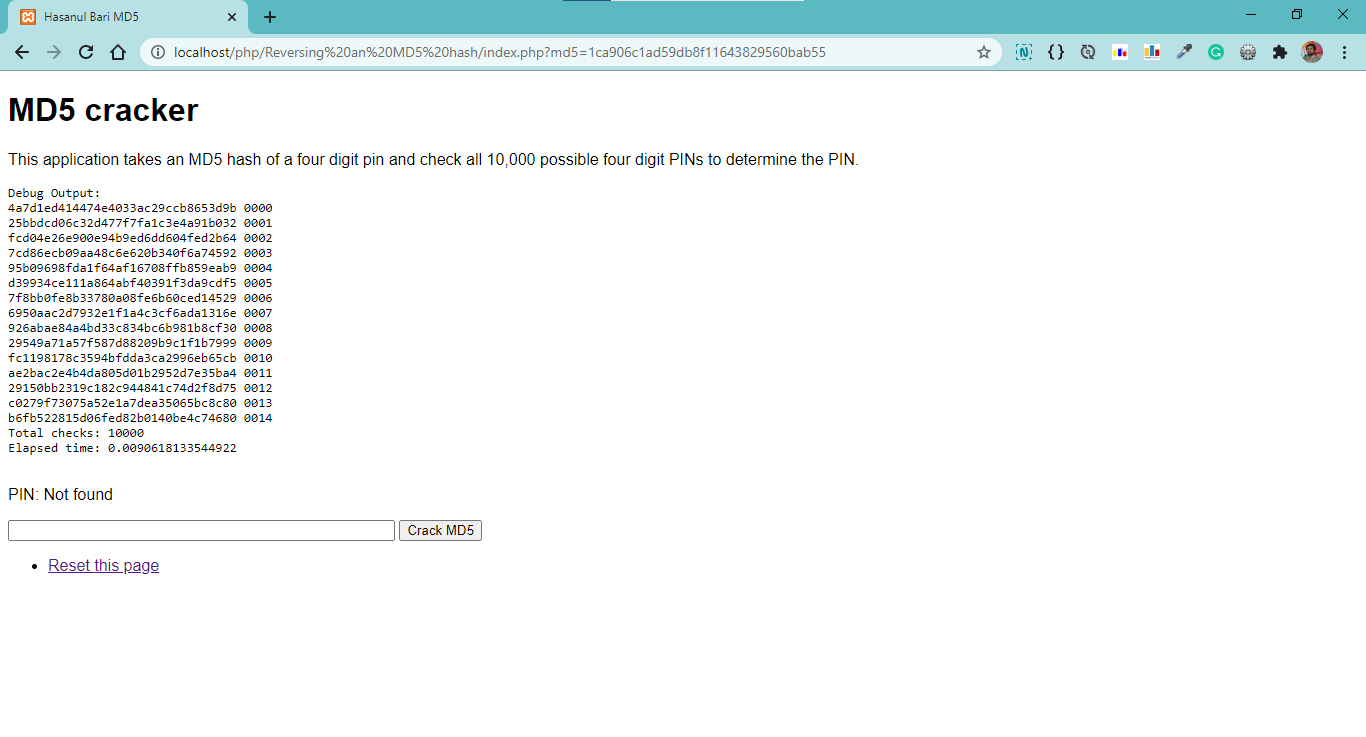 Hasanul Bari MD5
localhost/php/Reversing%20an%20MD5%20hash/index.php?md5=1ca906c1ad59db8f11643829560bab55
MD5 cracker
This application takes an MD5 hash of a four digit pin and check all 10,000 possible four digit PINs to determine the PIN.
Debug Output:
4a7d1ed414474e4033ac29ccb8653d9b 0000
25bbdcd06c32d477f7fa1c3e4a91b032 0001
fcd04e26e900e94b9ed6dd604fed2b64 0002
7cd86ecb09aa48c6e620b340f6a74592 0003
95b09698fda1f64af16708ffb859eab9 0004
d39934ce111a864abf40391f3da9cdf5 0005
7f8bb0fe8b33780a08fe6b60ced14529 0006
6950aac2d7932e1f1a4c3cf6ada1316e 0007
926abae84a4bd33c834bc6b981b8cf30 0008
29549a71a57f587d88209b9c1f1b7999 0009
fc1198178c3594bfdda3ca2996eb65cb 0010
ae2bac2e4b4da805d01b2952d7e35ba4 0011
29150bb2319c182c944841c74d2f8d75 0012
c0279f73075a52e1a7dea35065bc8c80 0013
b6fb522815d06fed82b0140be4c74680 0014
Total checks: 10000
Elapsed time: 0.0090618133544922
PIN: Not found
Crack MD5
Reset this page